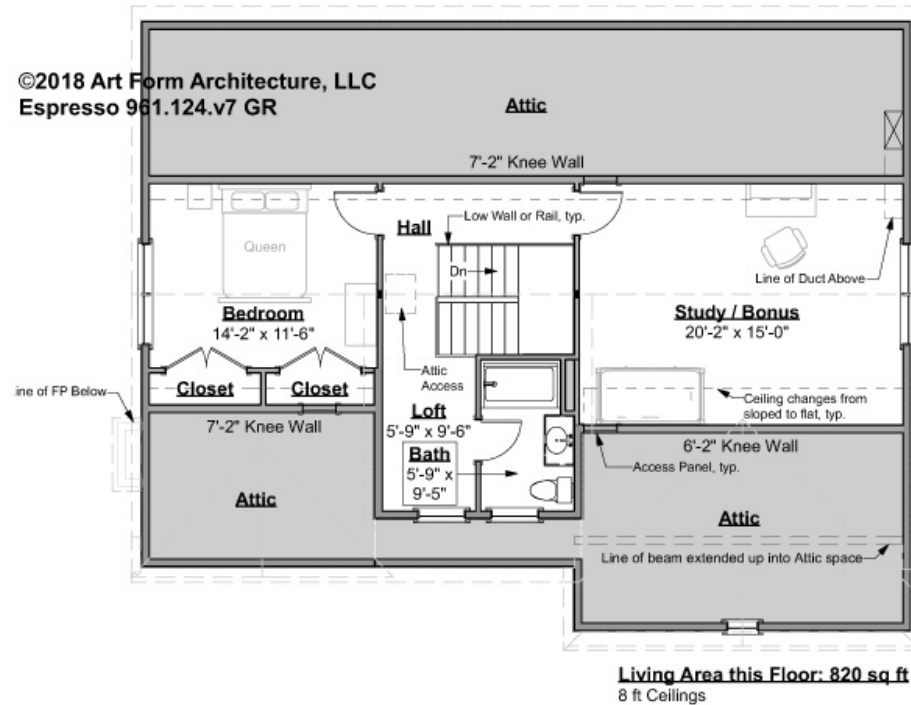 ©2018 Art Form Architecture, LLC
Espresso 961.124.v7 GR
Attic
7'-2" Knee Wall
Hall
Low Wall or Rail, typ.
Queen
Dn
Line of Duct Above
Bedroom
14'-2" x 11'-6"
Study / Bonus
20'-2" x 15'-0"
Attic
Access
Closet
Closet
ine of FP Below
Ceiling changes from
sloped to flat, typ.
Loft
5'-9" x 9'-6"
7'-2" Knee Wall
6'-2" Knee Wall
Bath
5'-9" x
9'-5"
Access Panel, typ.
Attic
Attic
Line of beam extended up into Attic space
Living Area this Floor: 820 sq ft
8 ft Ceilings